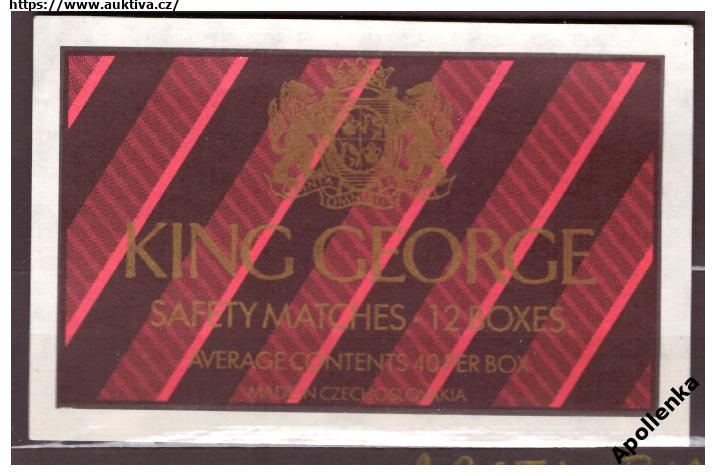 https://www.auktiva.cz/
OMNIBUS
KING GEORGE
SAFETY MATCHES · 12 BOXES
AVERAGE CONTENTS 40 PER BOX
MADE IN CZECHOSLOVAKIA
Apollenka